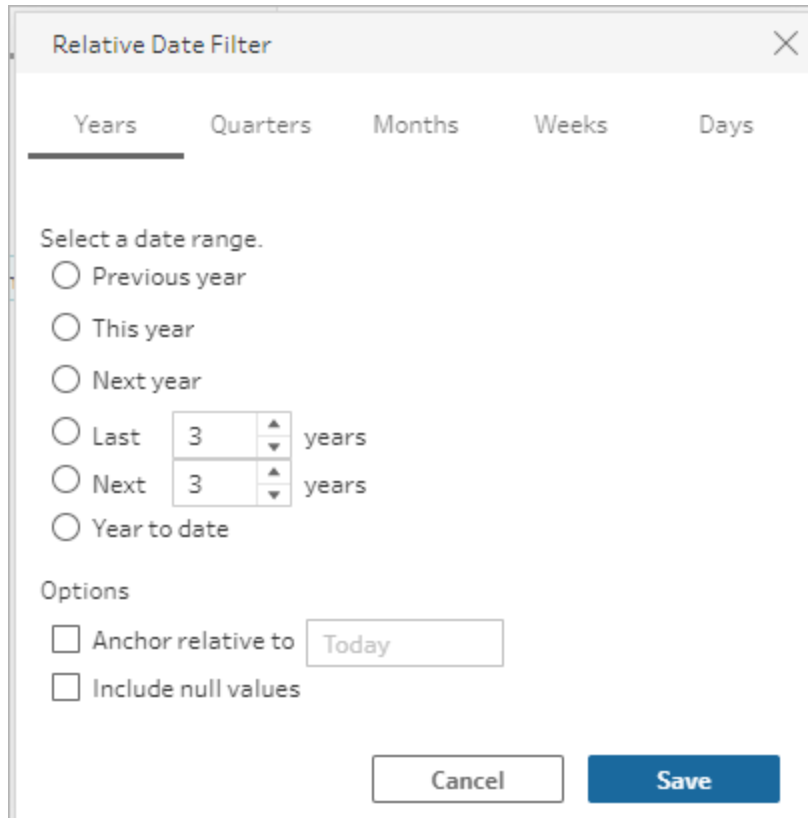 Relative Date Filter
Years Quarters Months Weeks Days
Select a date range.
Previous year
This year
Next year
Last 3 years
Next 3 years
Year to date
Options
Anchor relative to Today
Include null values
Cancel Save